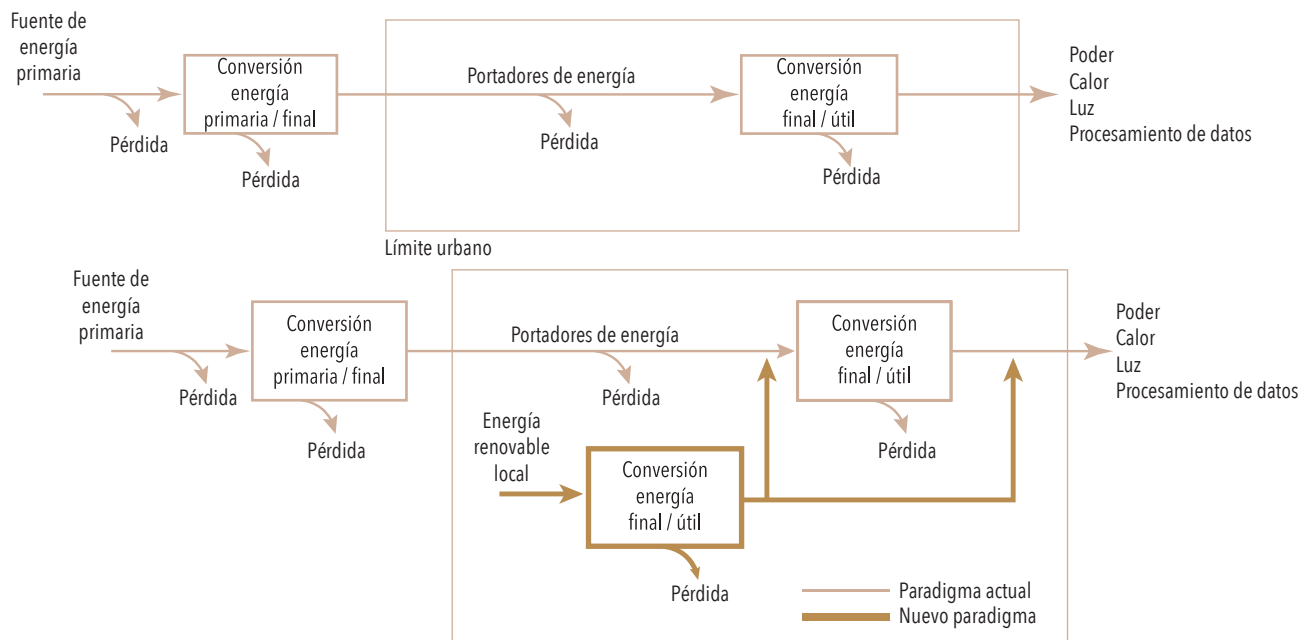 Fuente de
energía
primaria
Conversión
energía
primaria / final
Pérdida
Pérdida
Portadores de energía
Pérdida
Conversión
energía
final / útil
Pérdida
Poder
Calor
Luz
Procesamiento de datos
Límite urbano
Fuente de
energía
primaria
Conversión
energía
primaria / final
Pérdida
Pérdida
Portadores de energía
Pérdida
Conversión
energía
final / útil
Pérdida
Poder
Calor
Luz
Procesamiento de datos
Energía
renovable
local
Conversión
energía
final / útil
Pérdida
Paradigma actual
Nuevo paradigma